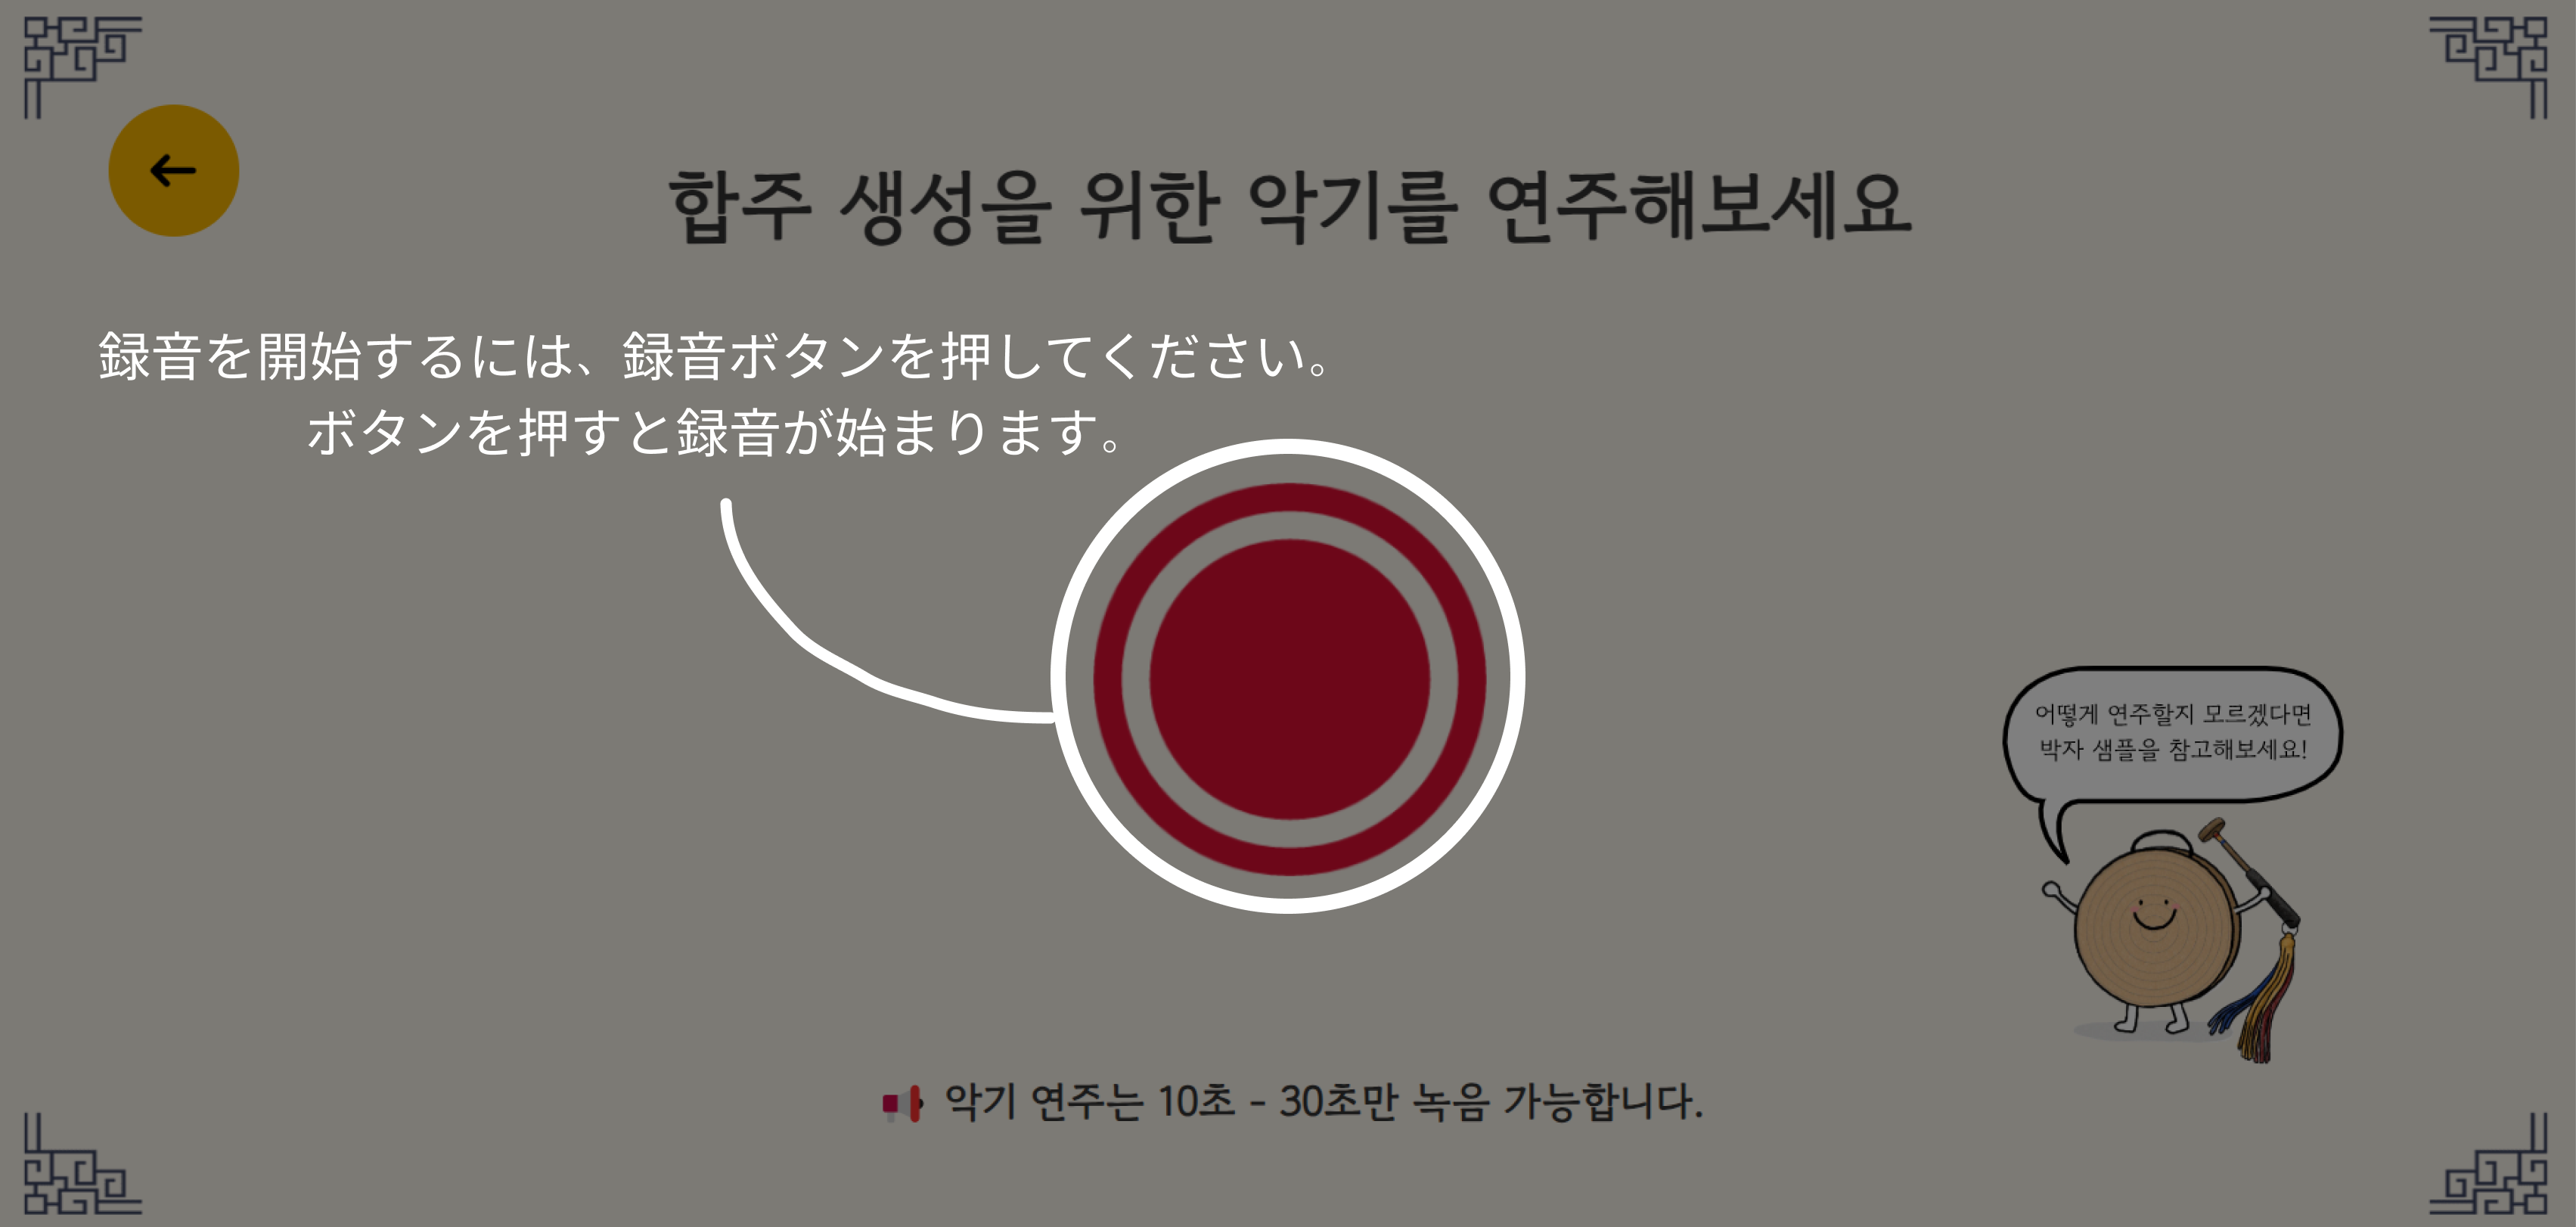 합주 생성을 위한 악기를 연주해보세요
録音を開始するには、録音ボタンを押してください。
ボタンを押すと録音が始まります。
어떻게 연주할지 모르겠다면
박자 샘플을 참고해보세요!
악기 연주는 10초 - 30초만 녹음 가능합니다.